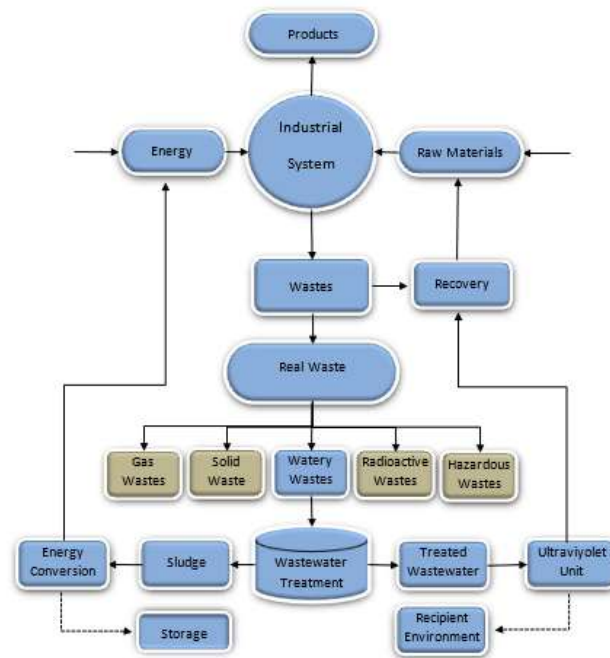 Products
Industrial
System
Energy
Raw Materials
Wastes
Recovery
Real Waste
Gas
Wastes
Solid
Waste
Watery
Wastes
Radioactive
Wastes
Hazardous
Wastes
Energy
Conversion
Sludge
Wastewater
Treatment
Treated
Wastewater
Ultraviyolet
Unit
Storage
Recipient
Environment